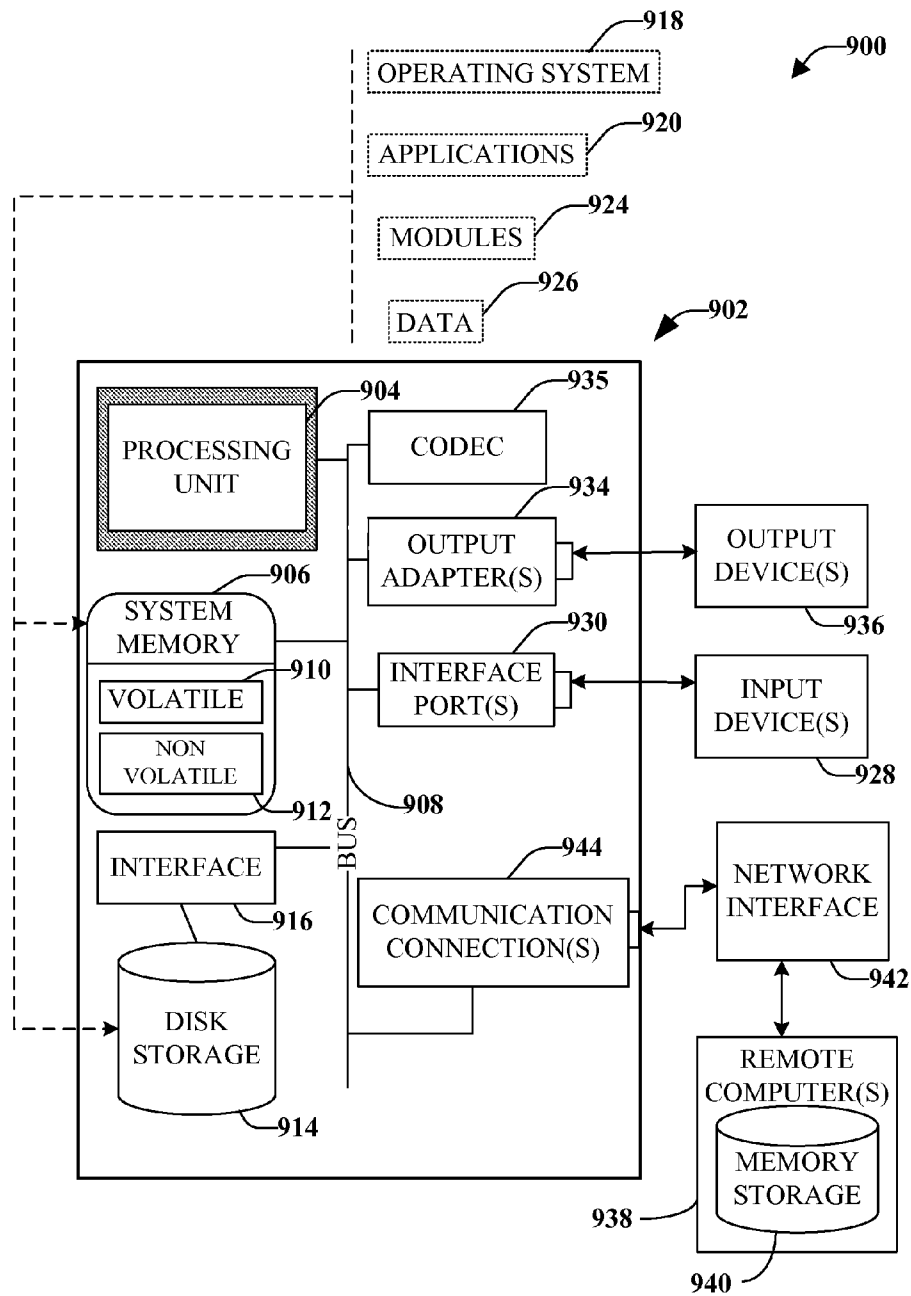 918
900
OPERATING SYSTEM
920
APPLICATIONS
924
MODULES
926
902
DATA
904
935
PROCESSING
UNIT
CODEC
934
OUTPUT
ADAPTER(S)
OUTPUT
DEVICE(S)
936
906
SYSTEM
MEMORY
930
910
VOLATILE
INTERFACE
PORT(S)
INPUT
DEVICE(S)
NON
VOLATILE
928
912
908
BUS
944
INTERFACE
916
COMMUNICATION
CONNECTION(S)
NETWORK
INTERFACE
942
DISK
STORAGE
914
REMOTE
COMPUTER(S)
MEMORY
STORAGE
938
940